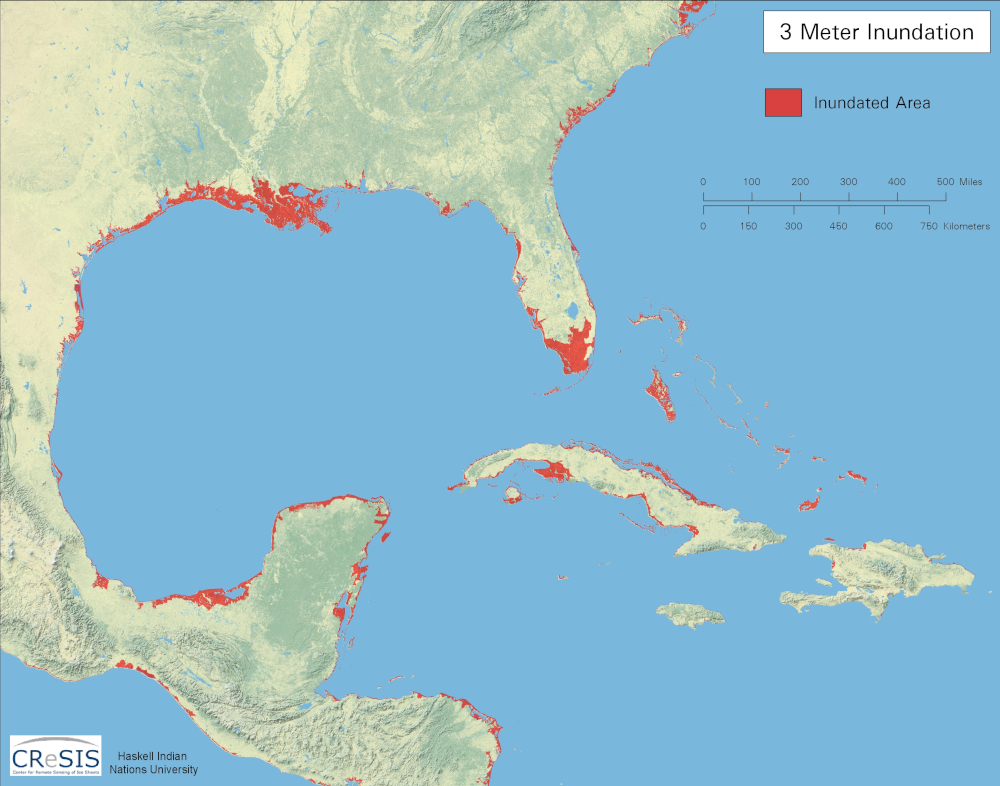 3 Meter Inundation
Inundated Area
0 100 200 300 400 500 Miles
0 150 300 450 600 750 Kilometers
CReSIS
Center for Remote Sensing of Ice Sheets
Haskell Indian
Nations University